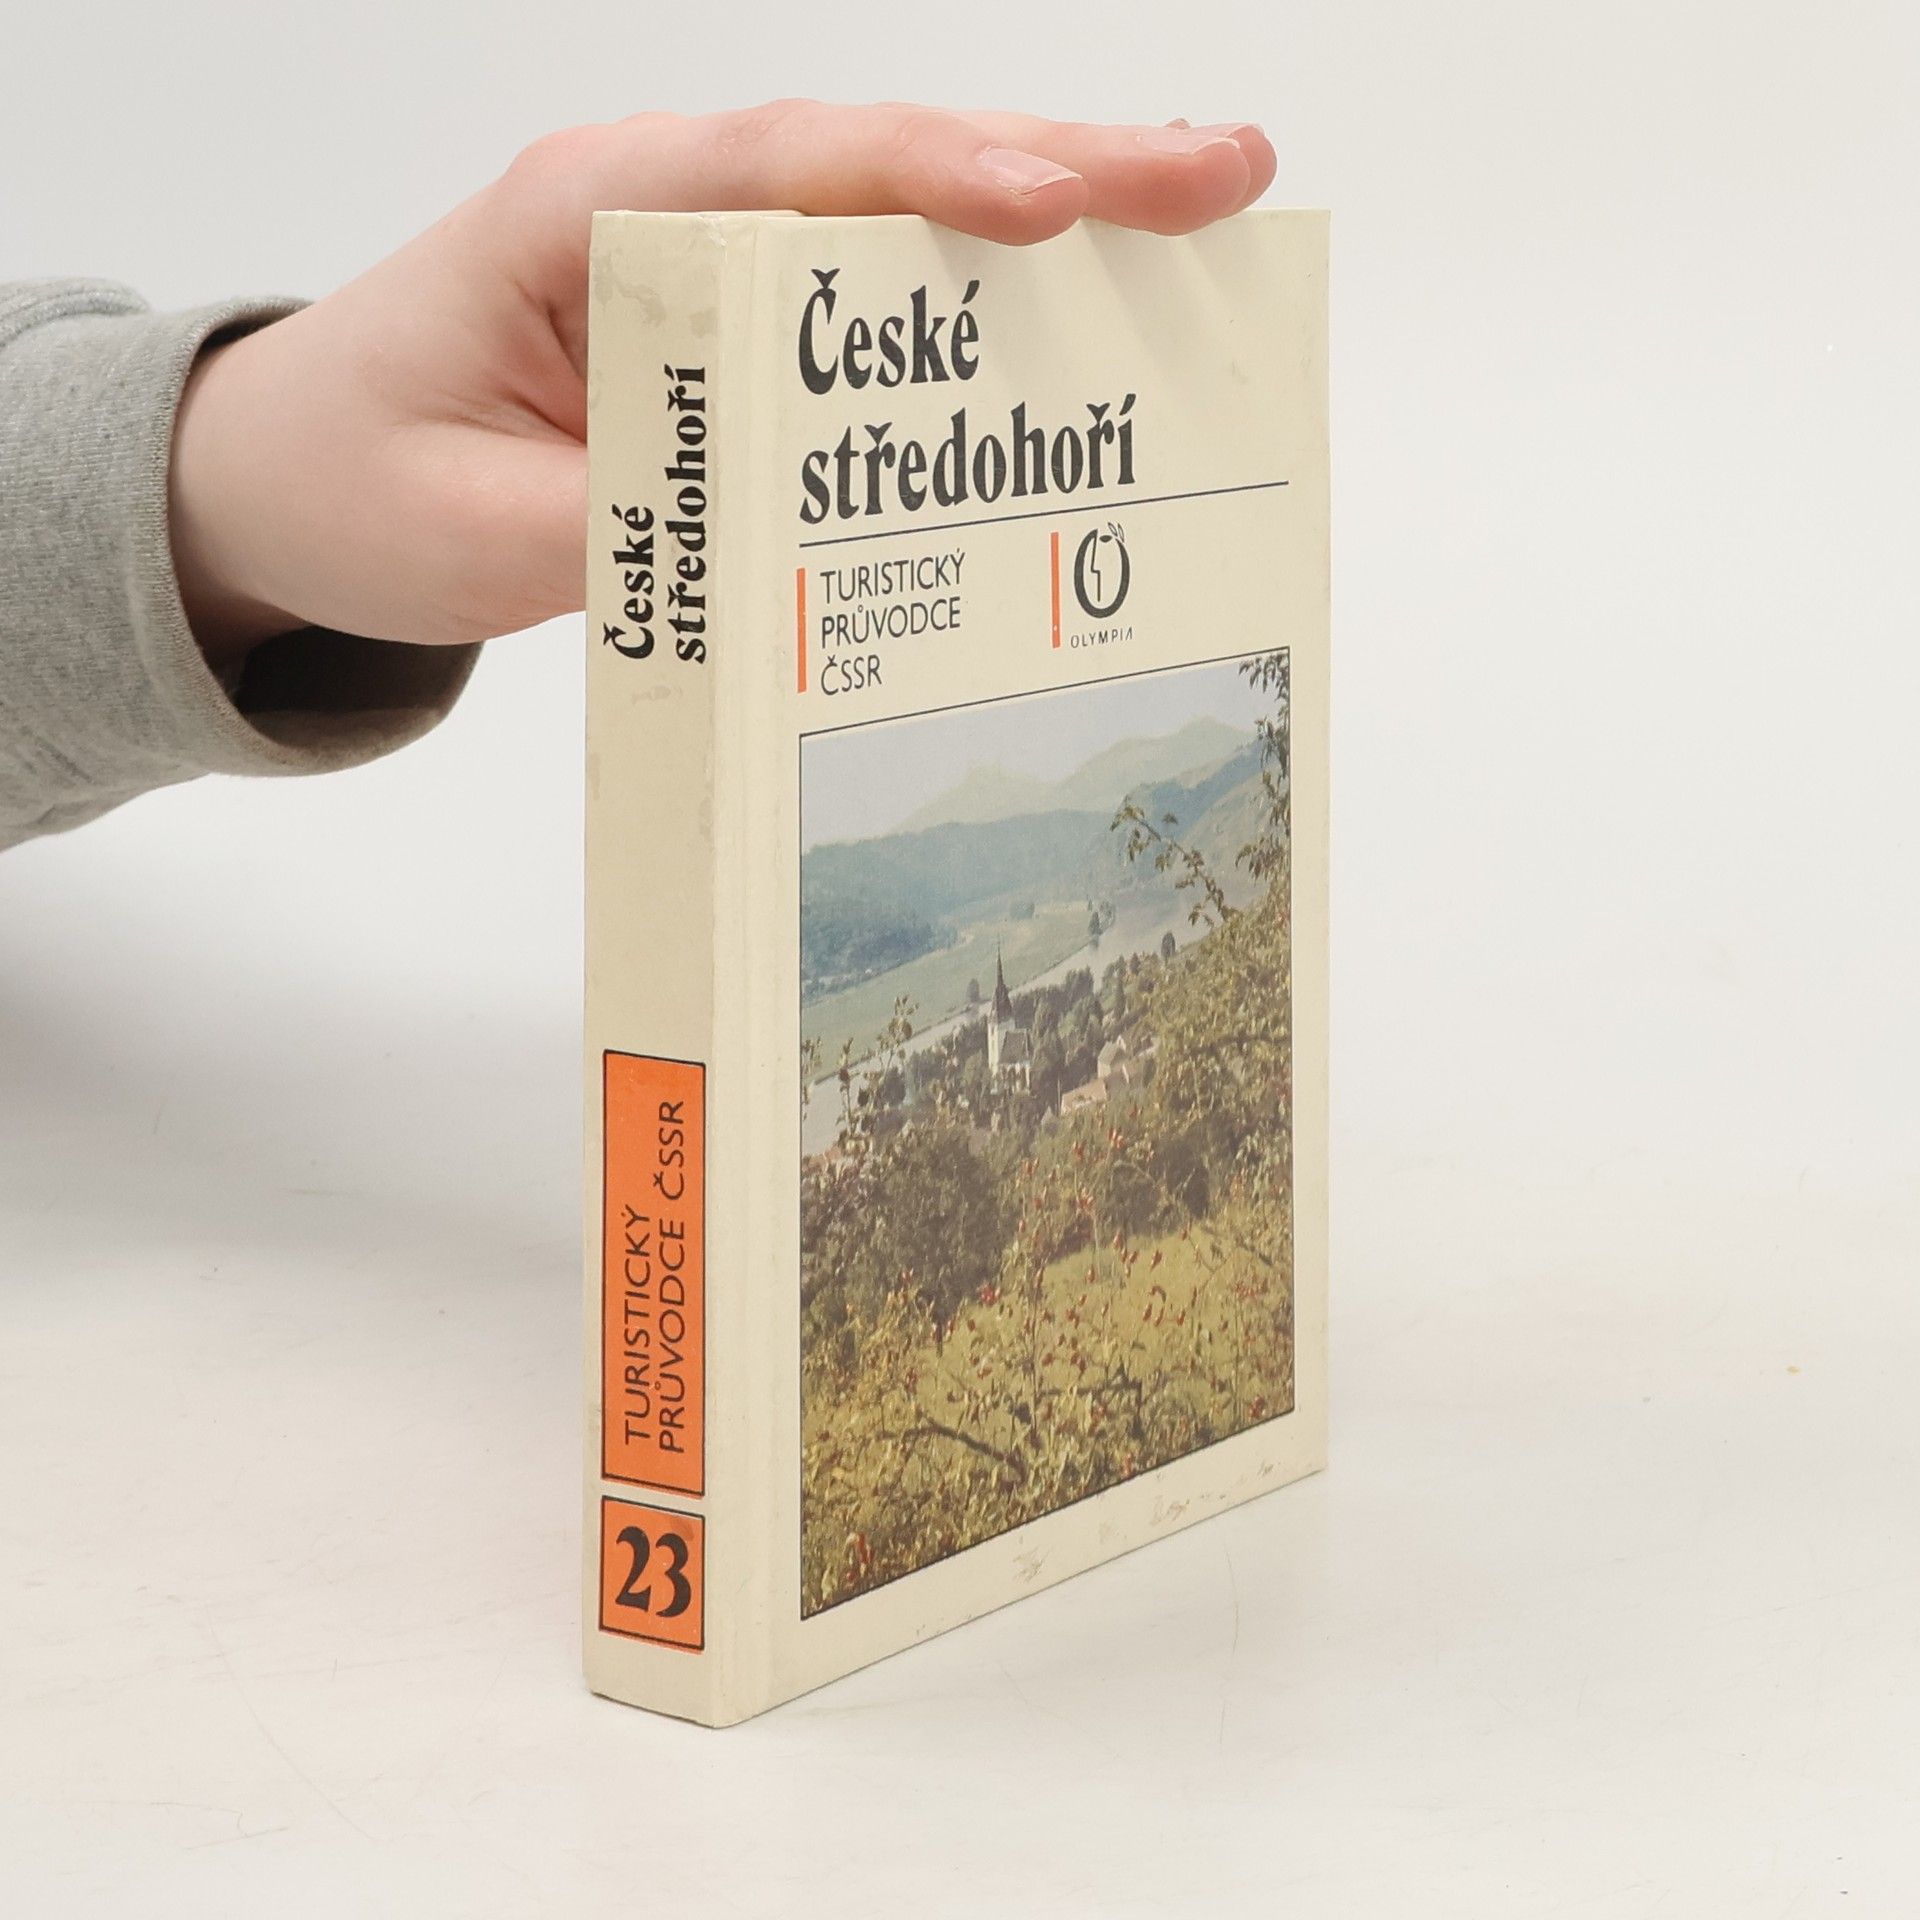 České
středohoří
TURISTICKÝ
PRŮVODCE
ČSSR
OLYMPIA
České
středohoří
TURISTICKÝ
PRŮVODCE ČSSR
23